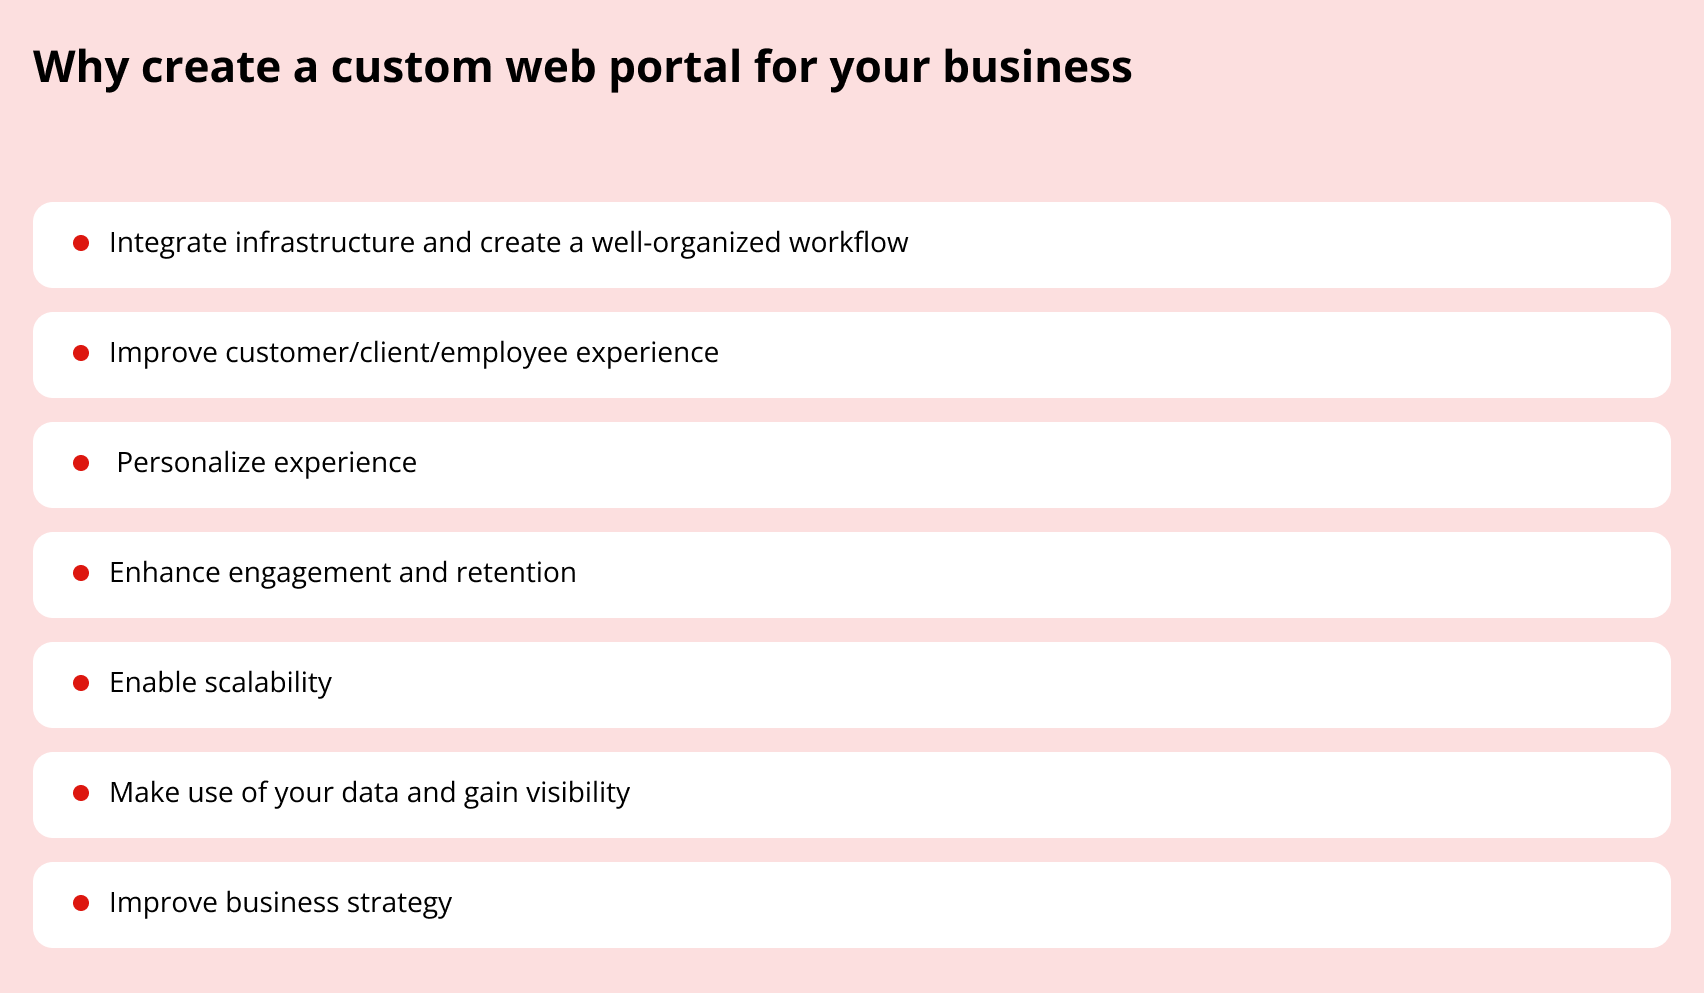 Why create a custom web portal for your business
Integrate infrastructure and create a well-organized workflow
Improve customer/client/employee experience
Personalize experience
Enhance engagement and retention
Enable scalability
Make use of your data and gain visibility
Improve business strategy